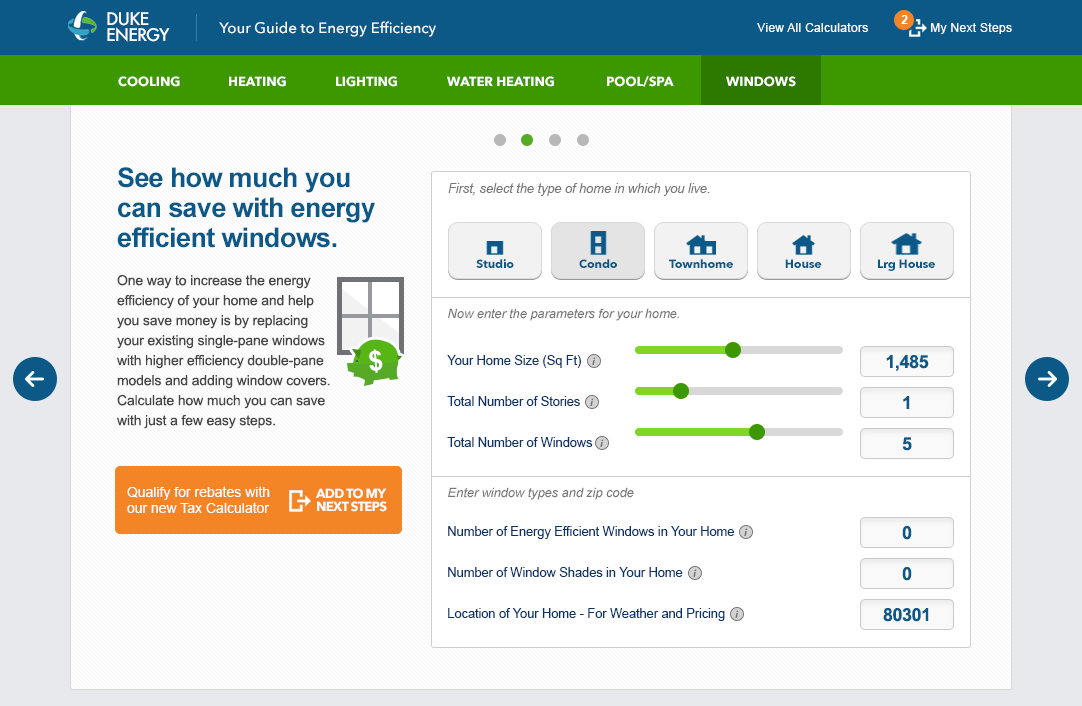 DUKE
ENERGY
Your Guide to Energy Efficiency
View All Calculators
2
My Next Steps
COOLING
HEATING
LIGHTING
WATER HEATING
POOL/SPA
WINDOWS
See how much you
can save with energy
efficient windows.
One way to increase the energy
efficiency of your home and help
you save money is by replacing
your existing single-pane windows
with higher efficiency double-pane
models and adding window covers.
Calculate how much you can save
with just a few easy steps.
$
Qualify for rebates with
our new Tax Calculator
ADD TO MY
NEXT STEPS
First, select the type of home in which you live.
Studio
Condo
Townhome
House
Lrg House
Now enter the parameters for your home.
Your Home Size (Sq Ft) i
1,485
Total Number of Stories i
1
Total Number of Windows i
5
Enter window types and zip code
Number of Energy Efficient Windows in Your Home i
0
Number of Window Shades in Your Home i
0
Location of Your Home - For Weather and Pricing i
80301